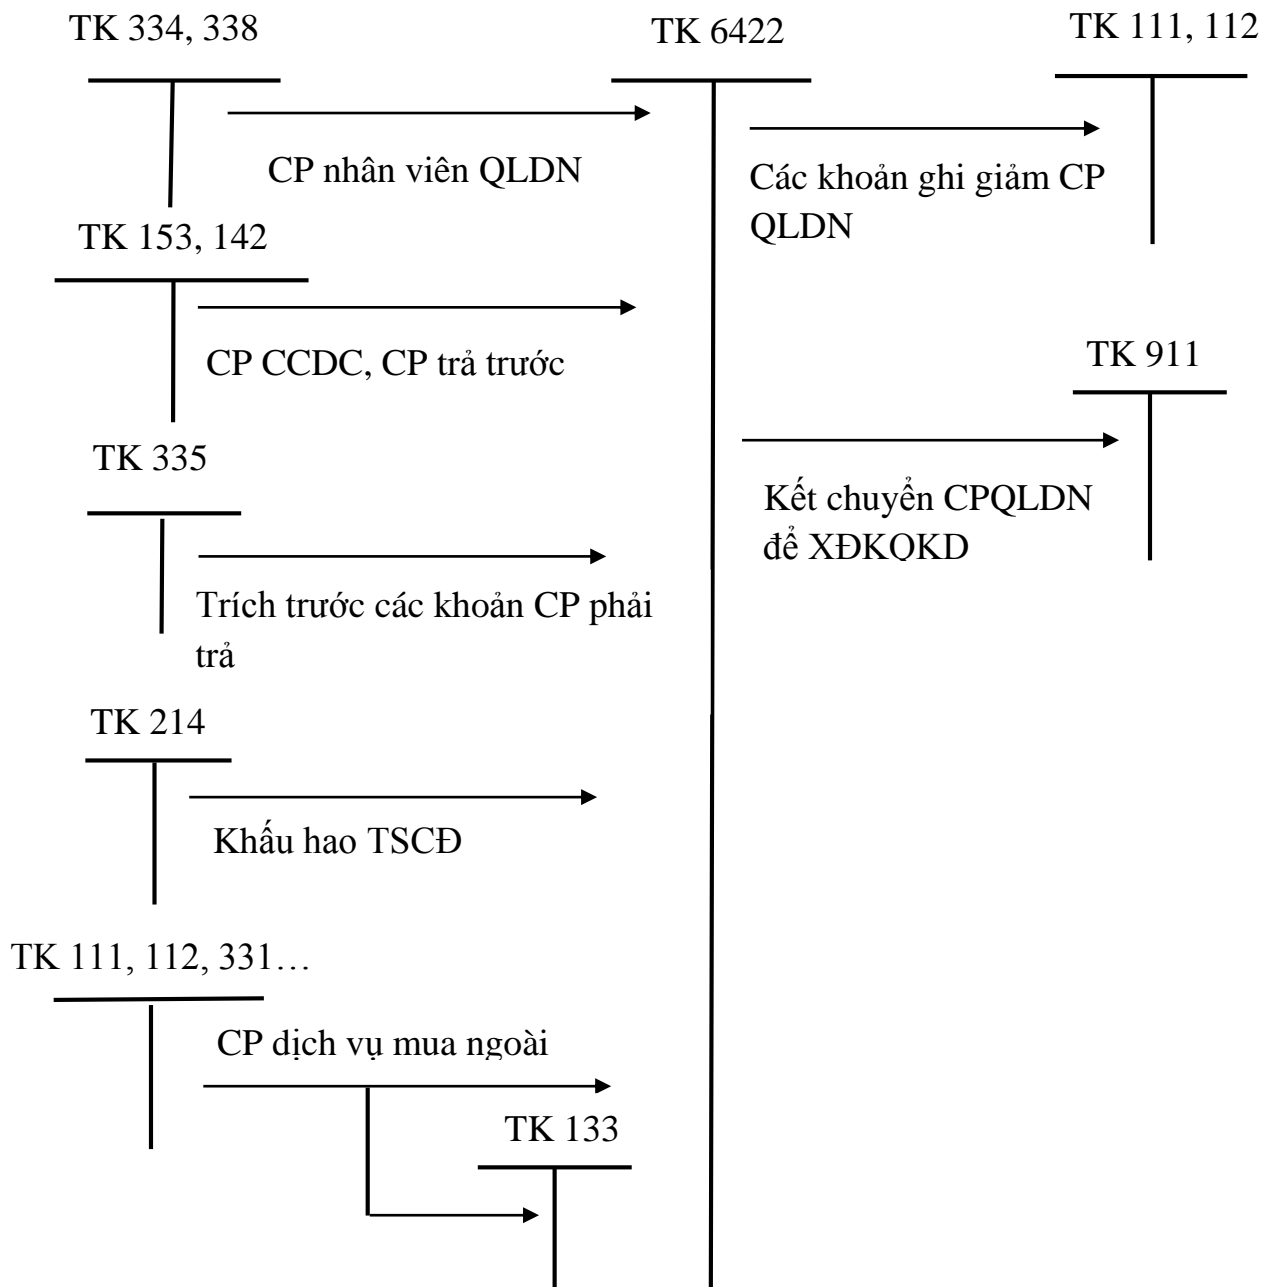 TK 334, 338
TK 6422
TK 111, 112
CP nhân viên QLDN
Các khoản ghi giảm CP
QLDN
TK 153, 142
CP CCDC, CP trả trước
TK 911
TK 335
Kết chuyển CPQLDN
để XĐKQKD
Trích trước các khoản CP phải
trả
TK 214
Khấu hao TSCĐ
TK 111, 112, 331…
CP dịch vụ mua ngoài
TK 133